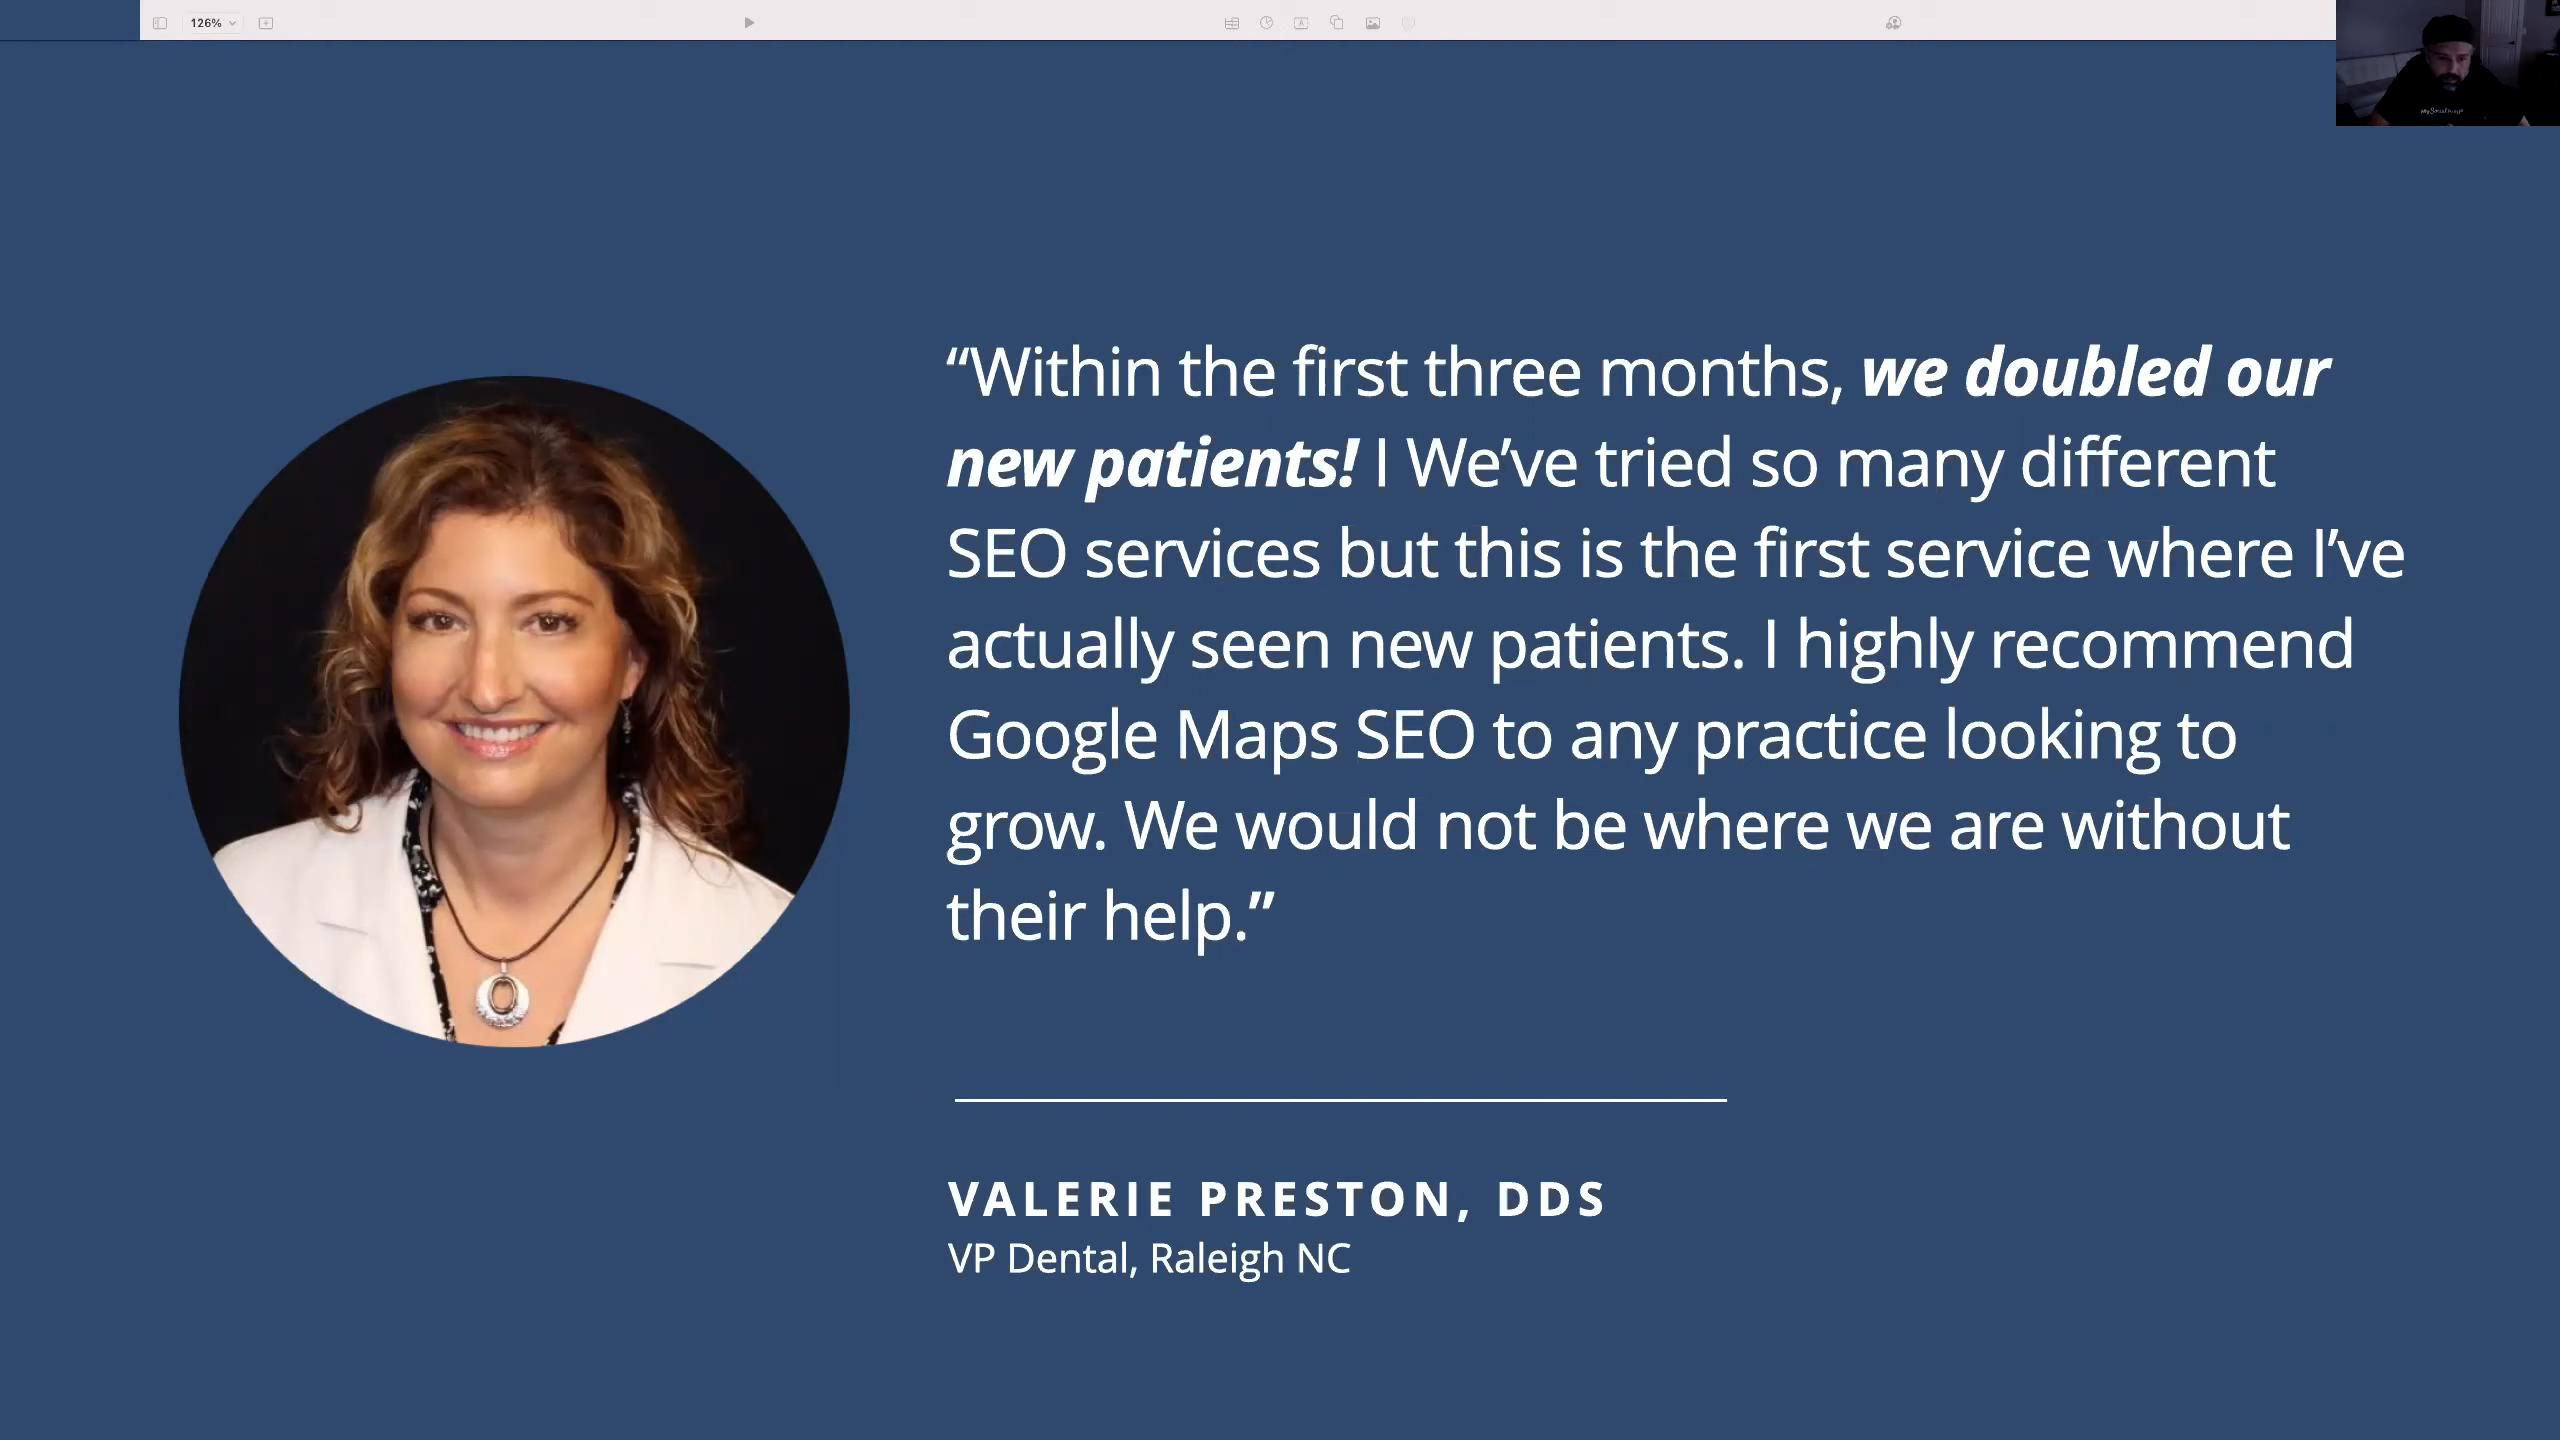 126%
“Within the first three months, we doubled our
new patients! I We’ve tried so many different
SEO services but this is the first service where I’ve
actually seen new patients. I highly recommend
Google Maps SEO to any practice looking to
grow. We would not be where we are without
their help.”
VALERIE PRESTON, DDS
VP Dental, Raleigh NC